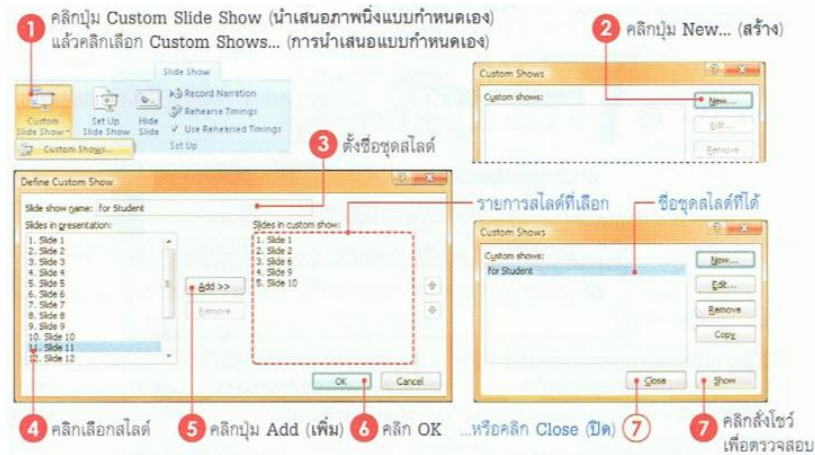 1 คลิกปุ่ม Custom Slide Show (นำเสนอภาพนิ่งแบบกำหนดเอง)
แล้วคลิกเลือก Custom Shows... (การนำเสนอแบบกำหนดเอง)
2 คลิกปุ่ม New... (สร้าง)
Slide Show
Custom
Slide Show
Set Up
Slide Show
Hide
Slide
Record Narration
Rehearse Timings
Use Rehearsed Timings
Set Up
Custom Shows...
Custom Shows
Custom shows:
New...
Edit...
Remove
3 ตั้งชื่อชุดสไลด์
Define Custom Show
Slide show name: for Student
Slides in presentation:
1. Slide 1
2. Slide 2
3. Slide 3
4. Slide 4
5. Slide 5
6. Slide 6
7. Slide 7
8. Slide 8
9. Slide 9
10. Slide 10
11. Slide 11
12. Slide 12
Add >>
Remove
Slides in custom show:
1. Slide 1
2. Slide 2
3. Slide 6
4. Slide 9
5. Slide 10
OK
Cancel
รายการสไลด์ที่เลือก
ชื่อชุดสไลด์ที่ได้
Custom Shows
Custom shows:
for Student
New...
Edit...
Remove
Copy
Close
Show
4 คลิกเลือกสไลด์
5 คลิกปุ่ม Add (เพิ่ม)
6 คลิก OK
...หรือคลิก Close (ปิด) 7
7 คลิกสั่งโชว์
เพื่อตรวจสอบ